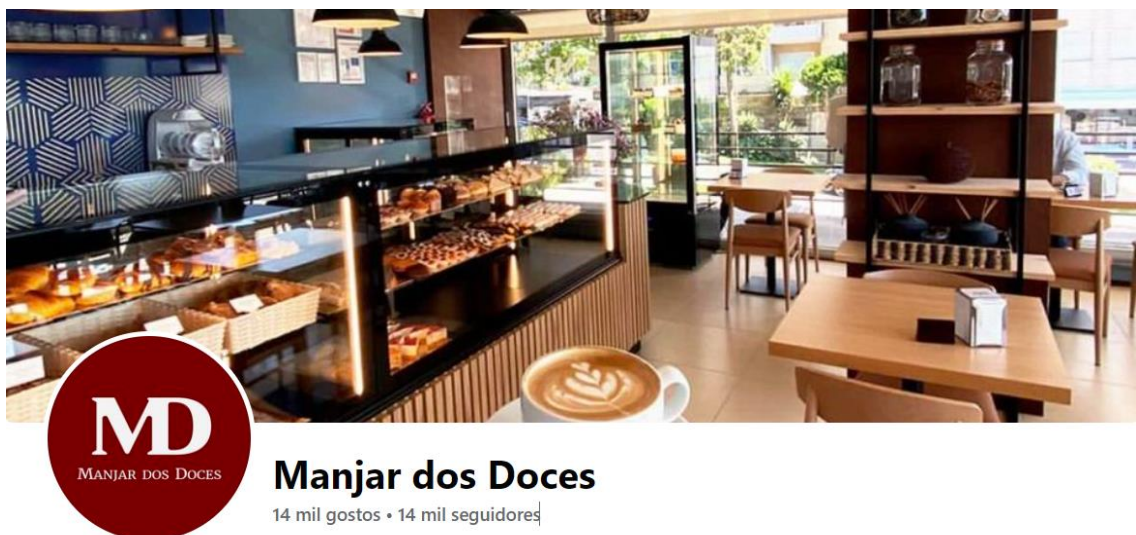 MD
MANJAR DOS DOCES
Manjar dos Doces
14 mil gostos • 14 mil seguidores